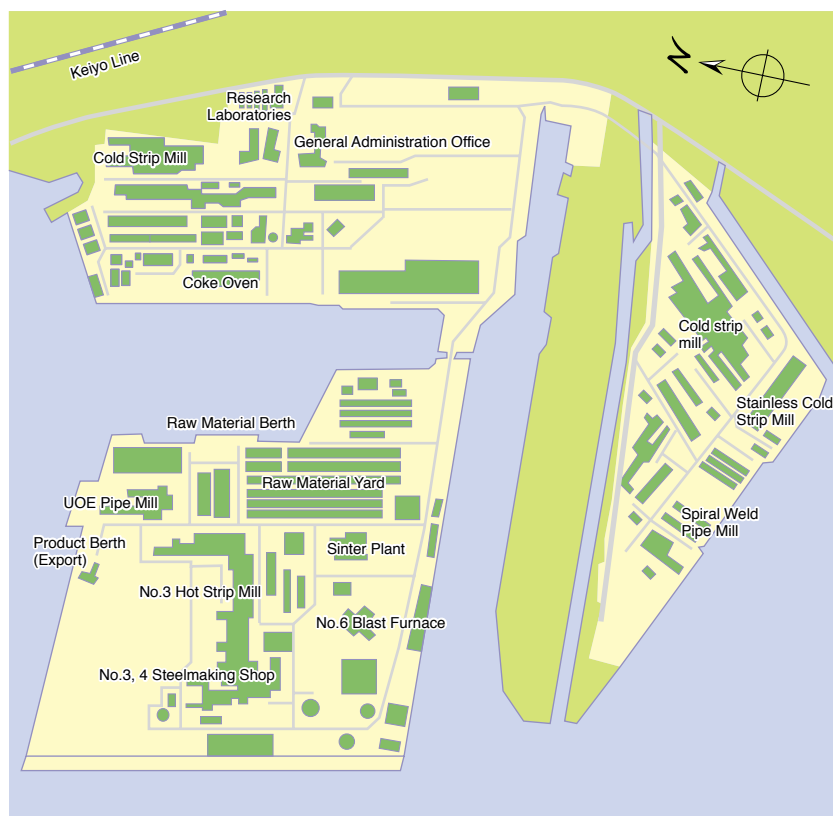 Keiyo Line
N
Research
Laboratories
General Administration Office
Cold Strip Mill
Coke Oven
Cold strip
mill
Stainless Cold
Strip Mill
Raw Material Berth
Raw Material Yard
UOE Pipe Mill
Spiral Weld
Pipe Mill
Product Berth
(Export)
Sinter Plant
No.3 Hot Strip Mill
No.6 Blast Furnace
No.3, 4 Steelmaking Shop